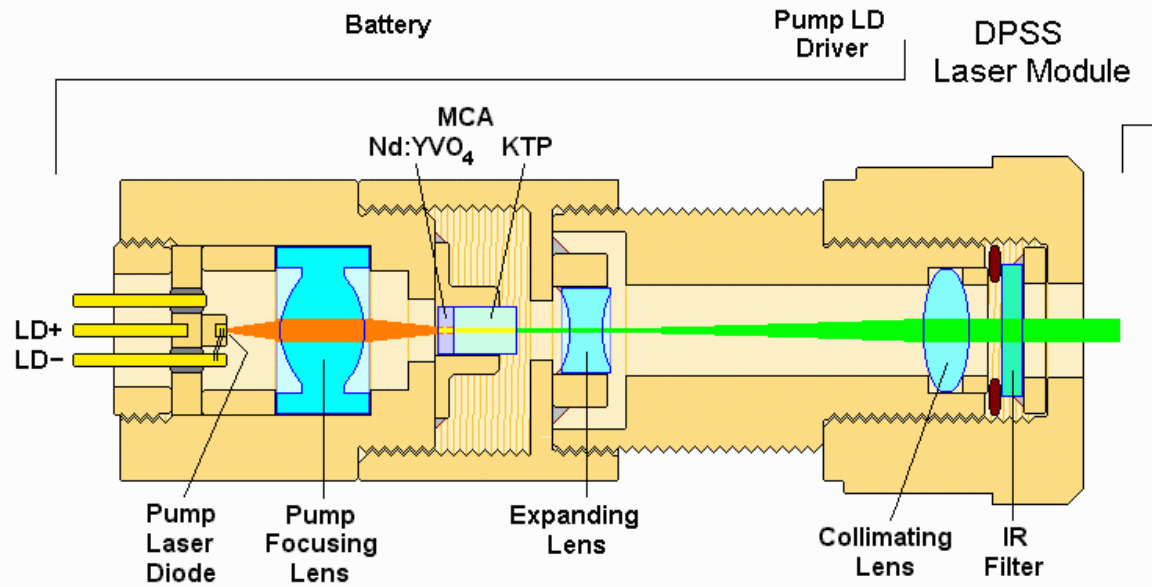 Battery
Pump LD
Driver
DPSS
Laser Module
MCA
Nd:YVO₄ KTP
LD+
LD−
Pump
Laser
Diode
Pump
Focusing
Lens
Expanding
Lens
Collimating
Lens
IR
Filter